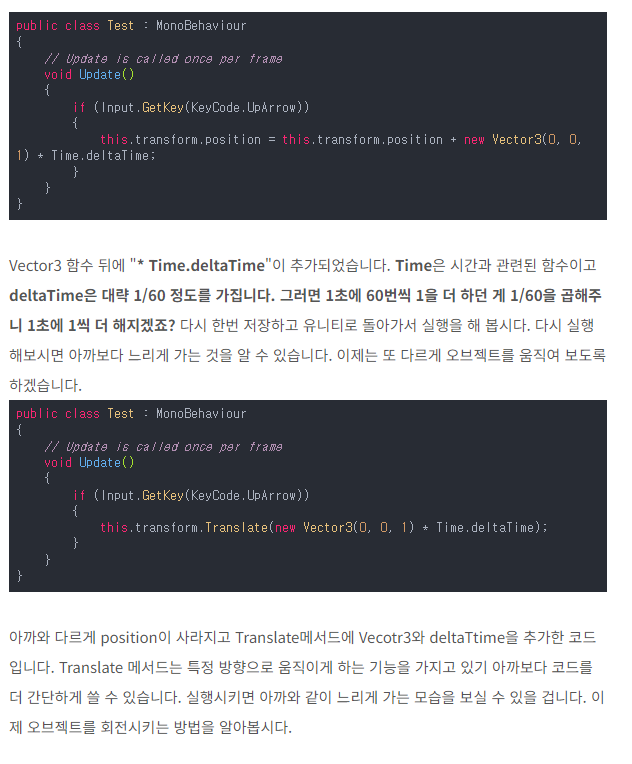 public class Test : MonoBehaviour
{
    // Update is called once per frame
    void Update()
    {
        if (Input.GetKey(KeyCode.UpArrow))
        {
            this.transform.position = this.transform.position + new Vector3(0, 0,
1) * Time.deltaTime;
        }
    }
}
Vector3 함수 뒤에 "* Time.deltaTime"이 추가되었습니다. Time은 시간과 관련된 함수이고
deltaTime은 대략 1/60 정도를 가집니다. 그러면 1초에 60번씩 1을 더 하던 게 1/60을 곱해주
니 1초에 1씩 더 해지겠죠? 다시 한번 저장하고 유니티로 돌아가서 실행을 해 봅시다. 다시 실행
해보시면 아까보다 느리게 가는 것을 알 수 있습니다. 이제는 또 다르게 오브젝트를 움직여 보도록
하겠습니다.
public class Test : MonoBehaviour
{
    // Update is called once per frame
    void Update()
    {
        if (Input.GetKey(KeyCode.UpArrow))
        {
            this.transform.Translate(new Vector3(0, 0, 1) * Time.deltaTime);
        }
    }
}
아까와 다르게 position이 사라지고 Translate메서드에 Vecotr3와 deltaTtime을 추가한 코드
입니다. Translate 메서드는 특정 방향으로 움직이게 하는 기능을 가지고 있기 아까보다 코드를
더 간단하게 쓸 수 있습니다. 실행시키면 아까와 같이 느리게 가는 모습을 보실 수 있을 겁니다. 이
제 오브젝트를 회전시키는 방법을 알아봅시다.